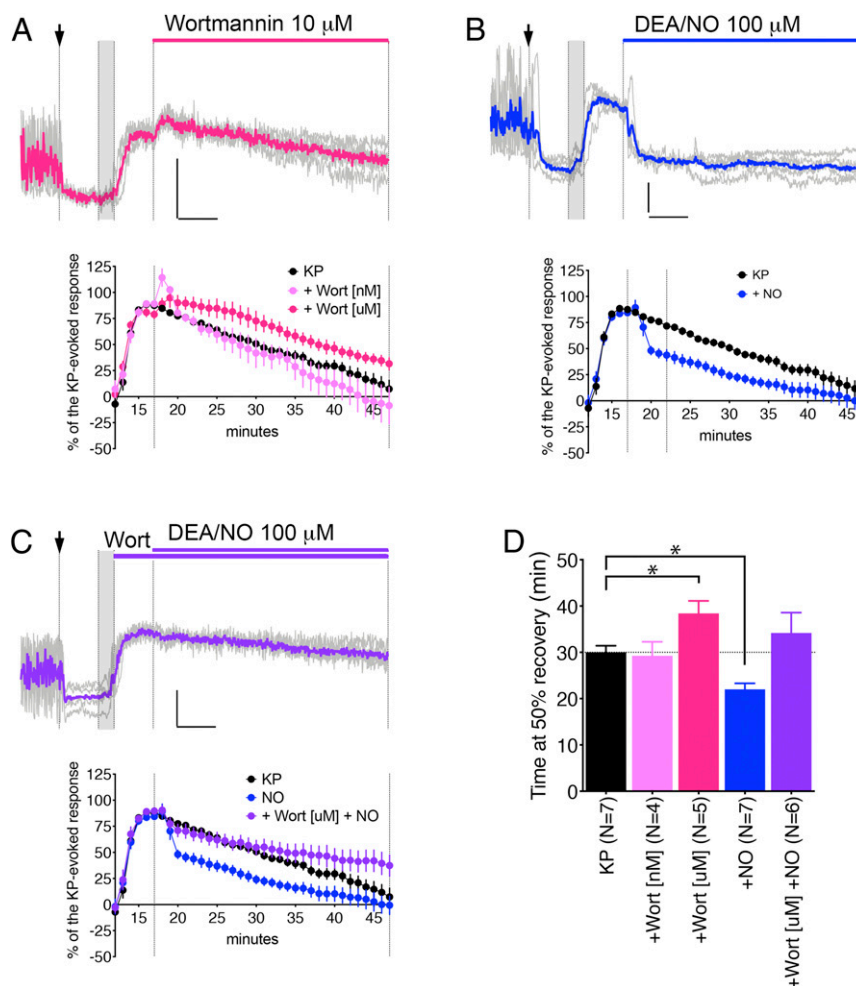 A
Wortmannin 10 μM
% of the KP-evoked response
125
100
75
50
25
0
-25
-50
15 20 25 30 35 40 45
minutes
KP
+ Wort [nM]
+ Wort [uM]
B
DEA/NO 100 μM
% of the KP-evoked response
125
100
75
50
25
0
-25
-50
15 20 25 30 35 40 45
minutes
KP
+ NO
C
Wort DEA/NO 100 μM
% of the KP-evoked response
125
100
75
50
25
0
-25
-50
15 20 25 30 35 40 45
minutes
KP
NO
+ Wort [uM] + NO
D
Time at 50% recovery (min)
50
40
30
20
10
0
*
*
KP (N=7)
+Wort [nM] (N=4)
+Wort [uM] (N=5)
+NO (N=7)
+Wort [uM] +NO (N=6)